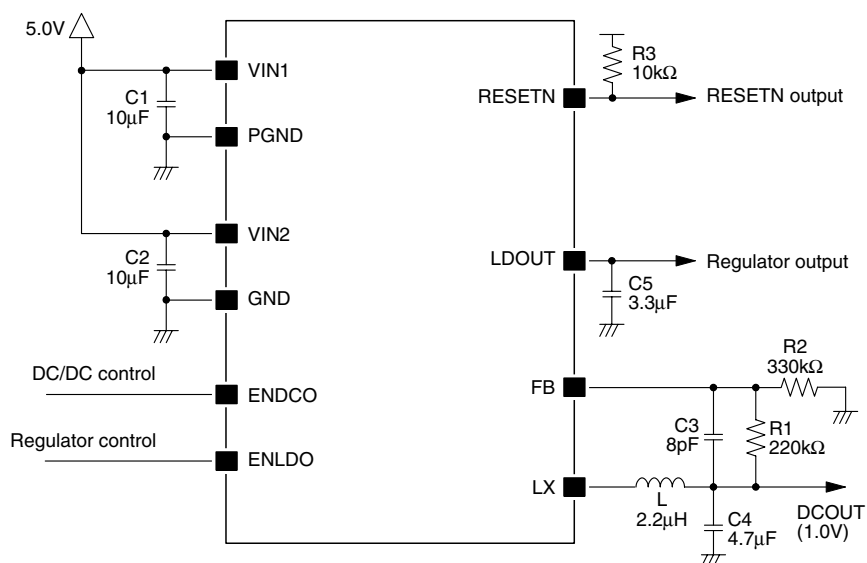 5.0V
VIN1
C1
10μF
PGND
VIN2
C2
10μF
GND
DC/DC control
ENDCO
Regulator control
ENLDO
R3
10kΩ
RESETN
RESETN output
LDOUT
Regulator output
C5
3.3μF
R2
330kΩ
FB
C3
8pF
R1
220kΩ
LX
L
2.2μH
C4
4.7μF
DCOUT
(1.0V)